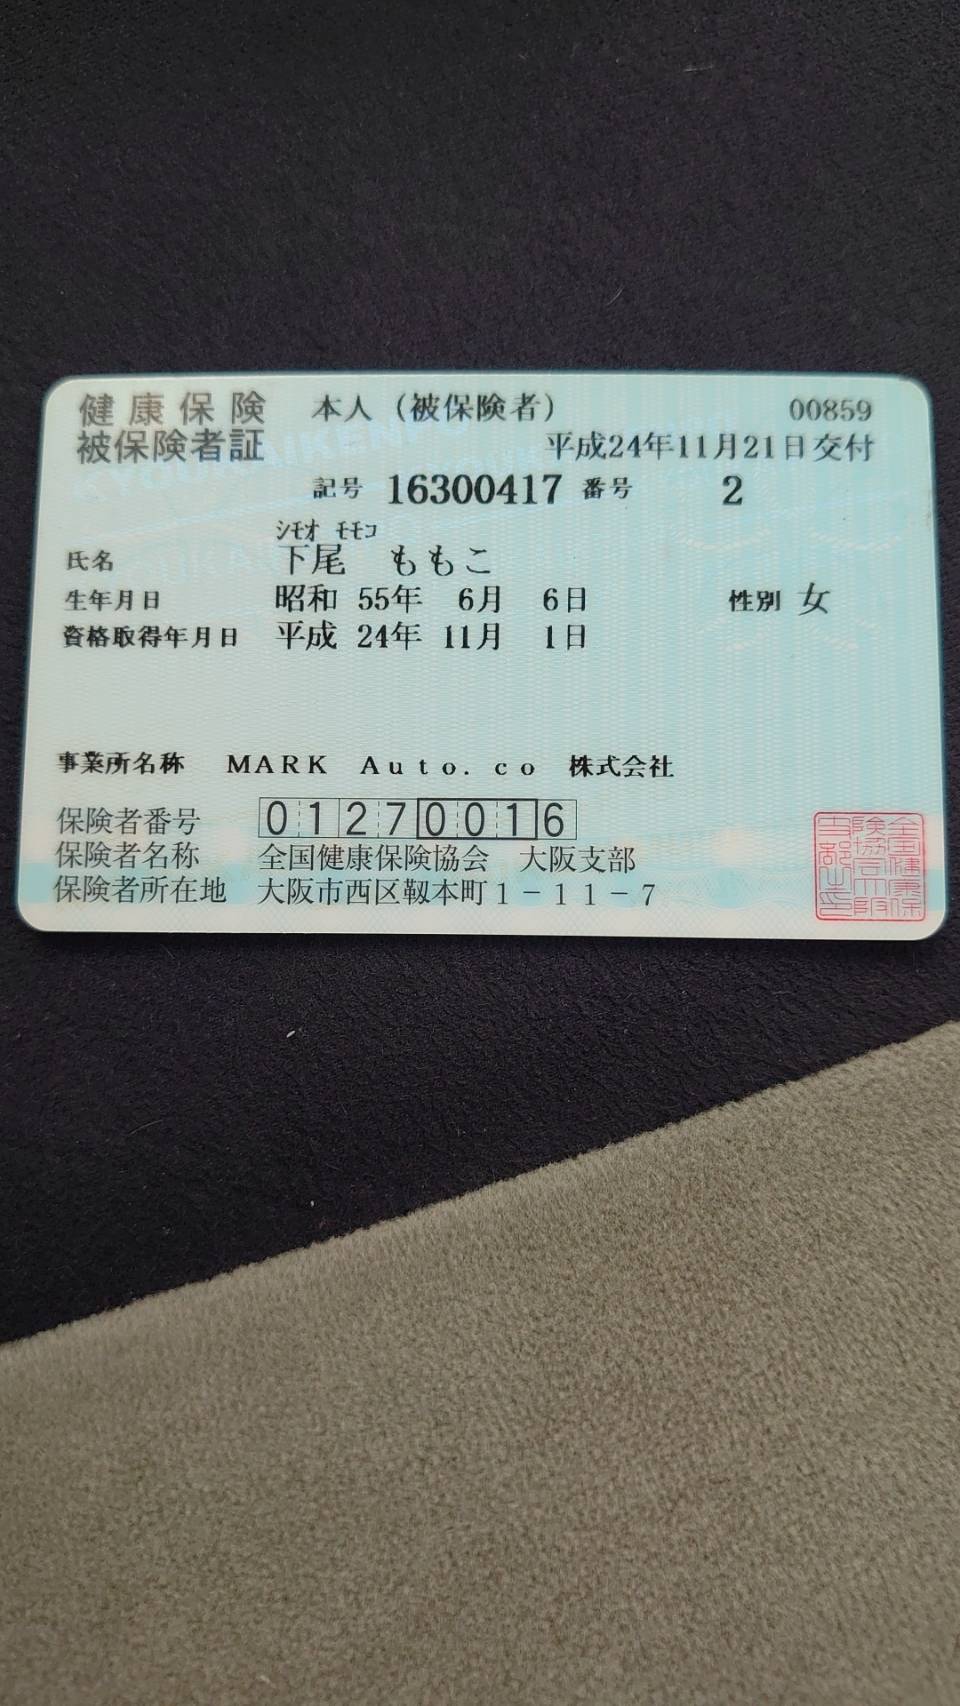 健康保険 本人（被保険者） 00859
被保険者証 平成24年11月21日交付
記号 16300417 番号 2
ｼﾓｵ ﾓﾓｺ
氏名 下尾 ももこ
生年月日 昭和 55年 6月 6日 性別 女
資格取得年月日 平成 24年 11月 1日
事業所名称 MARK Auto.co 株式会社
保険者番号 01270016
保険者名称 全国健康保険協会 大阪支部
保険者所在地 大阪市西区靱本町1-11-7